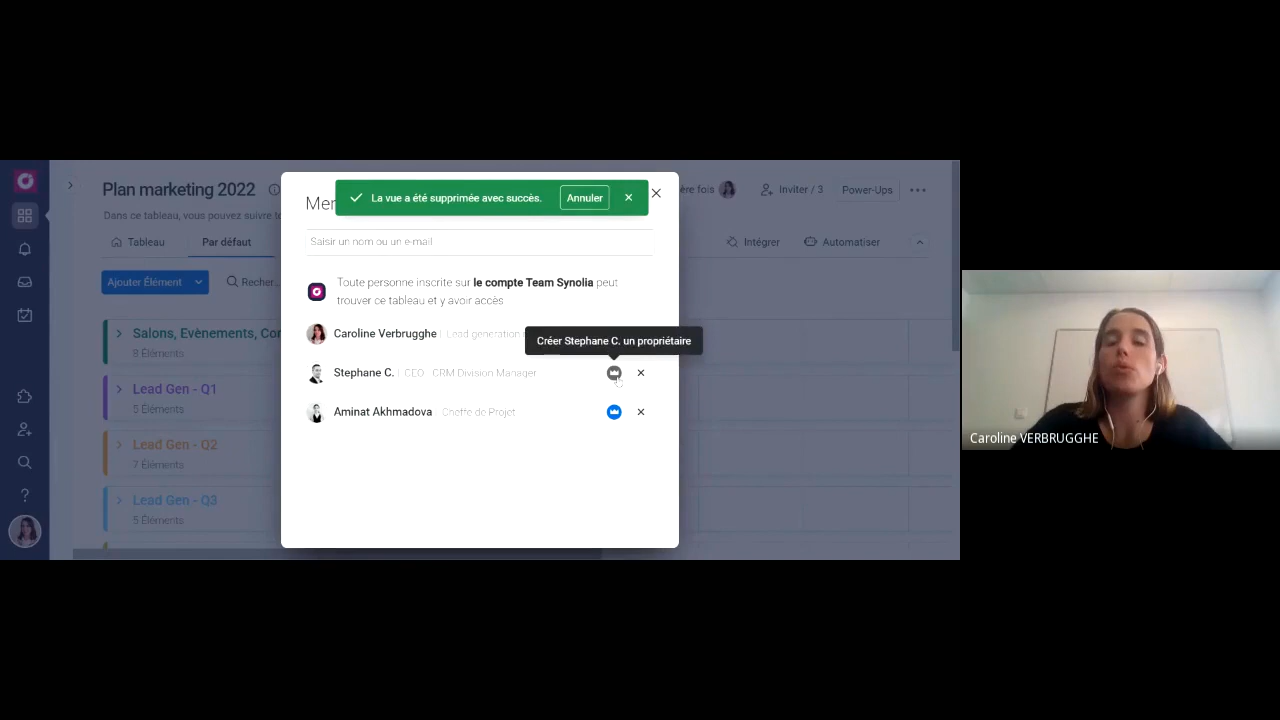 Plan marketing 2022
La vue a été supprimée avec succès.
Annuler
ère fois
Inviter / 3
Power-Ups
Dans ce tableau, vous pouvez suivre
Saisir un nom ou un e-mail
Tableau
Par défaut
Intégrer
Automatiser
Ajouter Élément
Recher...
Toute personne inscrite sur le compte Team Synolia peut
trouver ce tableau et y avoir accès
Caroline Verbrugghe | Lead generation
Créer Stephane C. un propriétaire
Stephane C. | CEO - CRM Division Manager
Aminat Akhmadova Cheffe de Projet
Salons, Evènements, Con
9 Éléments
Lead Gen - Q1
5 Éléments
Lead Gen - Q2
7 Éléments
Lead Gen - Q3
5 Éléments
Caroline VERBRUGGHE